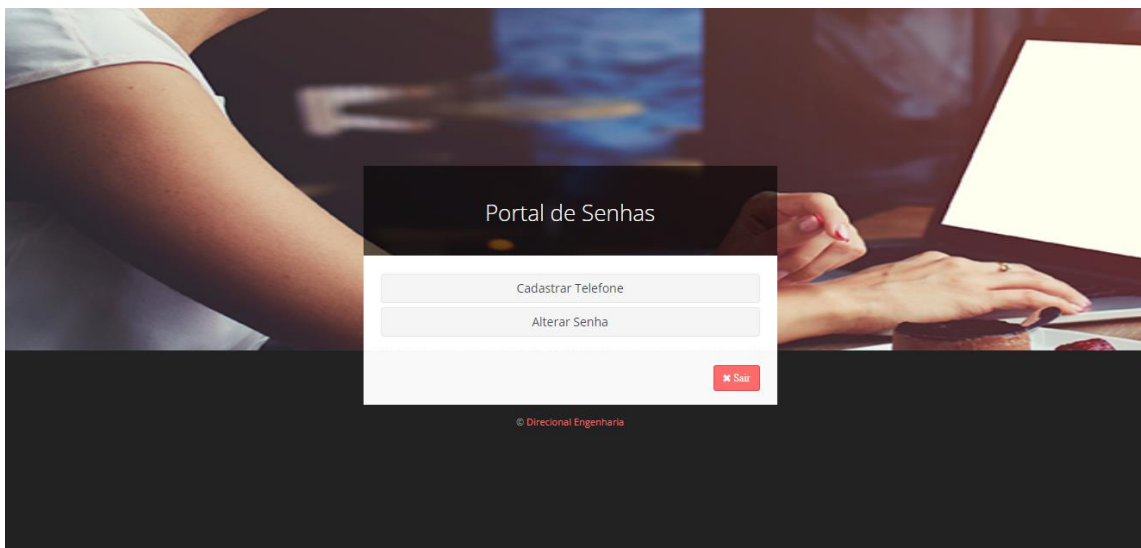 Portal de Senhas
Cadastrar Telefone
Alterar Senha
✖ Sair
© Direcional Engenharia